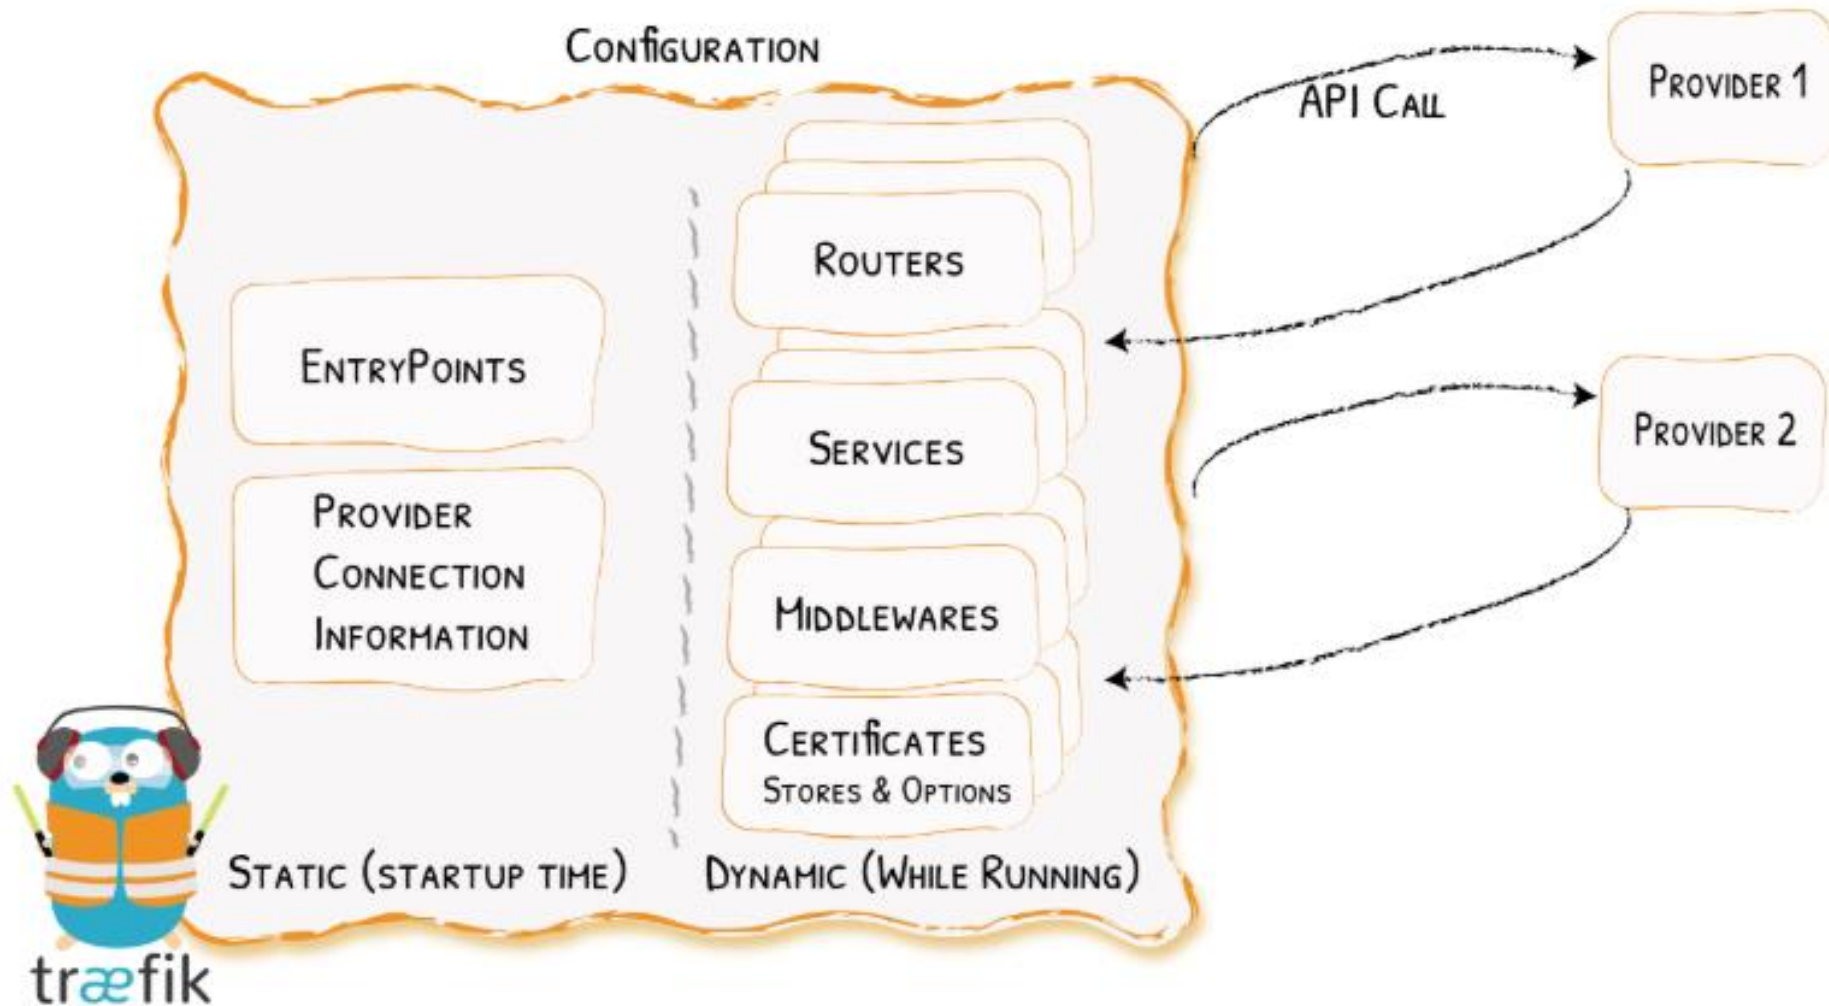 Configuration
API Call
Provider 1
Routers
EntryPoints
Services
Provider 2
Provider
Connection
Information
Middlewares
Certificates
Stores & Options
Static (startup time)
Dynamic (While Running)
træfik